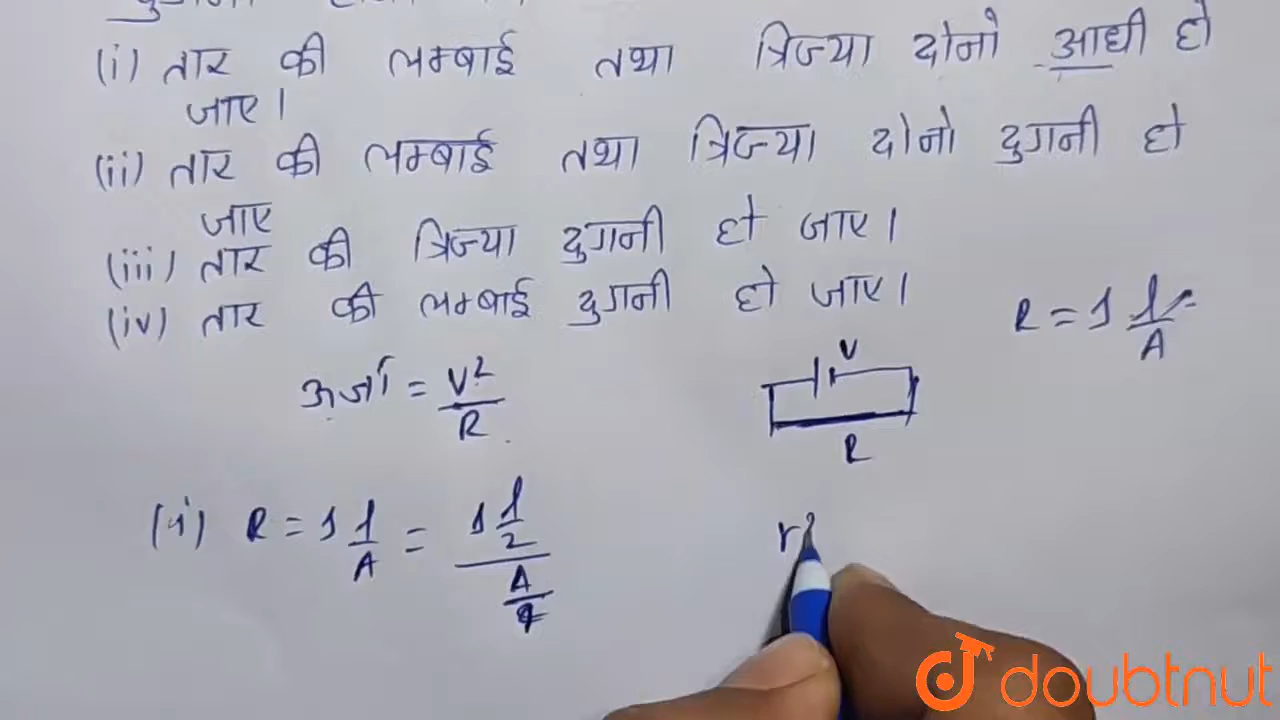 (i) तार की लम्बाई तथा त्रिज्या दोनो आधी हो
जाए।
(ii) तार की लम्बाई तथा त्रिज्या दोनो दुगनी हो
जाए
(iii) तार की त्रिज्या दुगनी हो जाए।
(iv) तार की लम्बाई दुगनी हो जाए।
R = ρ l/A
ऊर्जा = V²/R
V
R
(i) R = ρ l/A = (ρ l/2)/(A/4)
r²
doubtnut